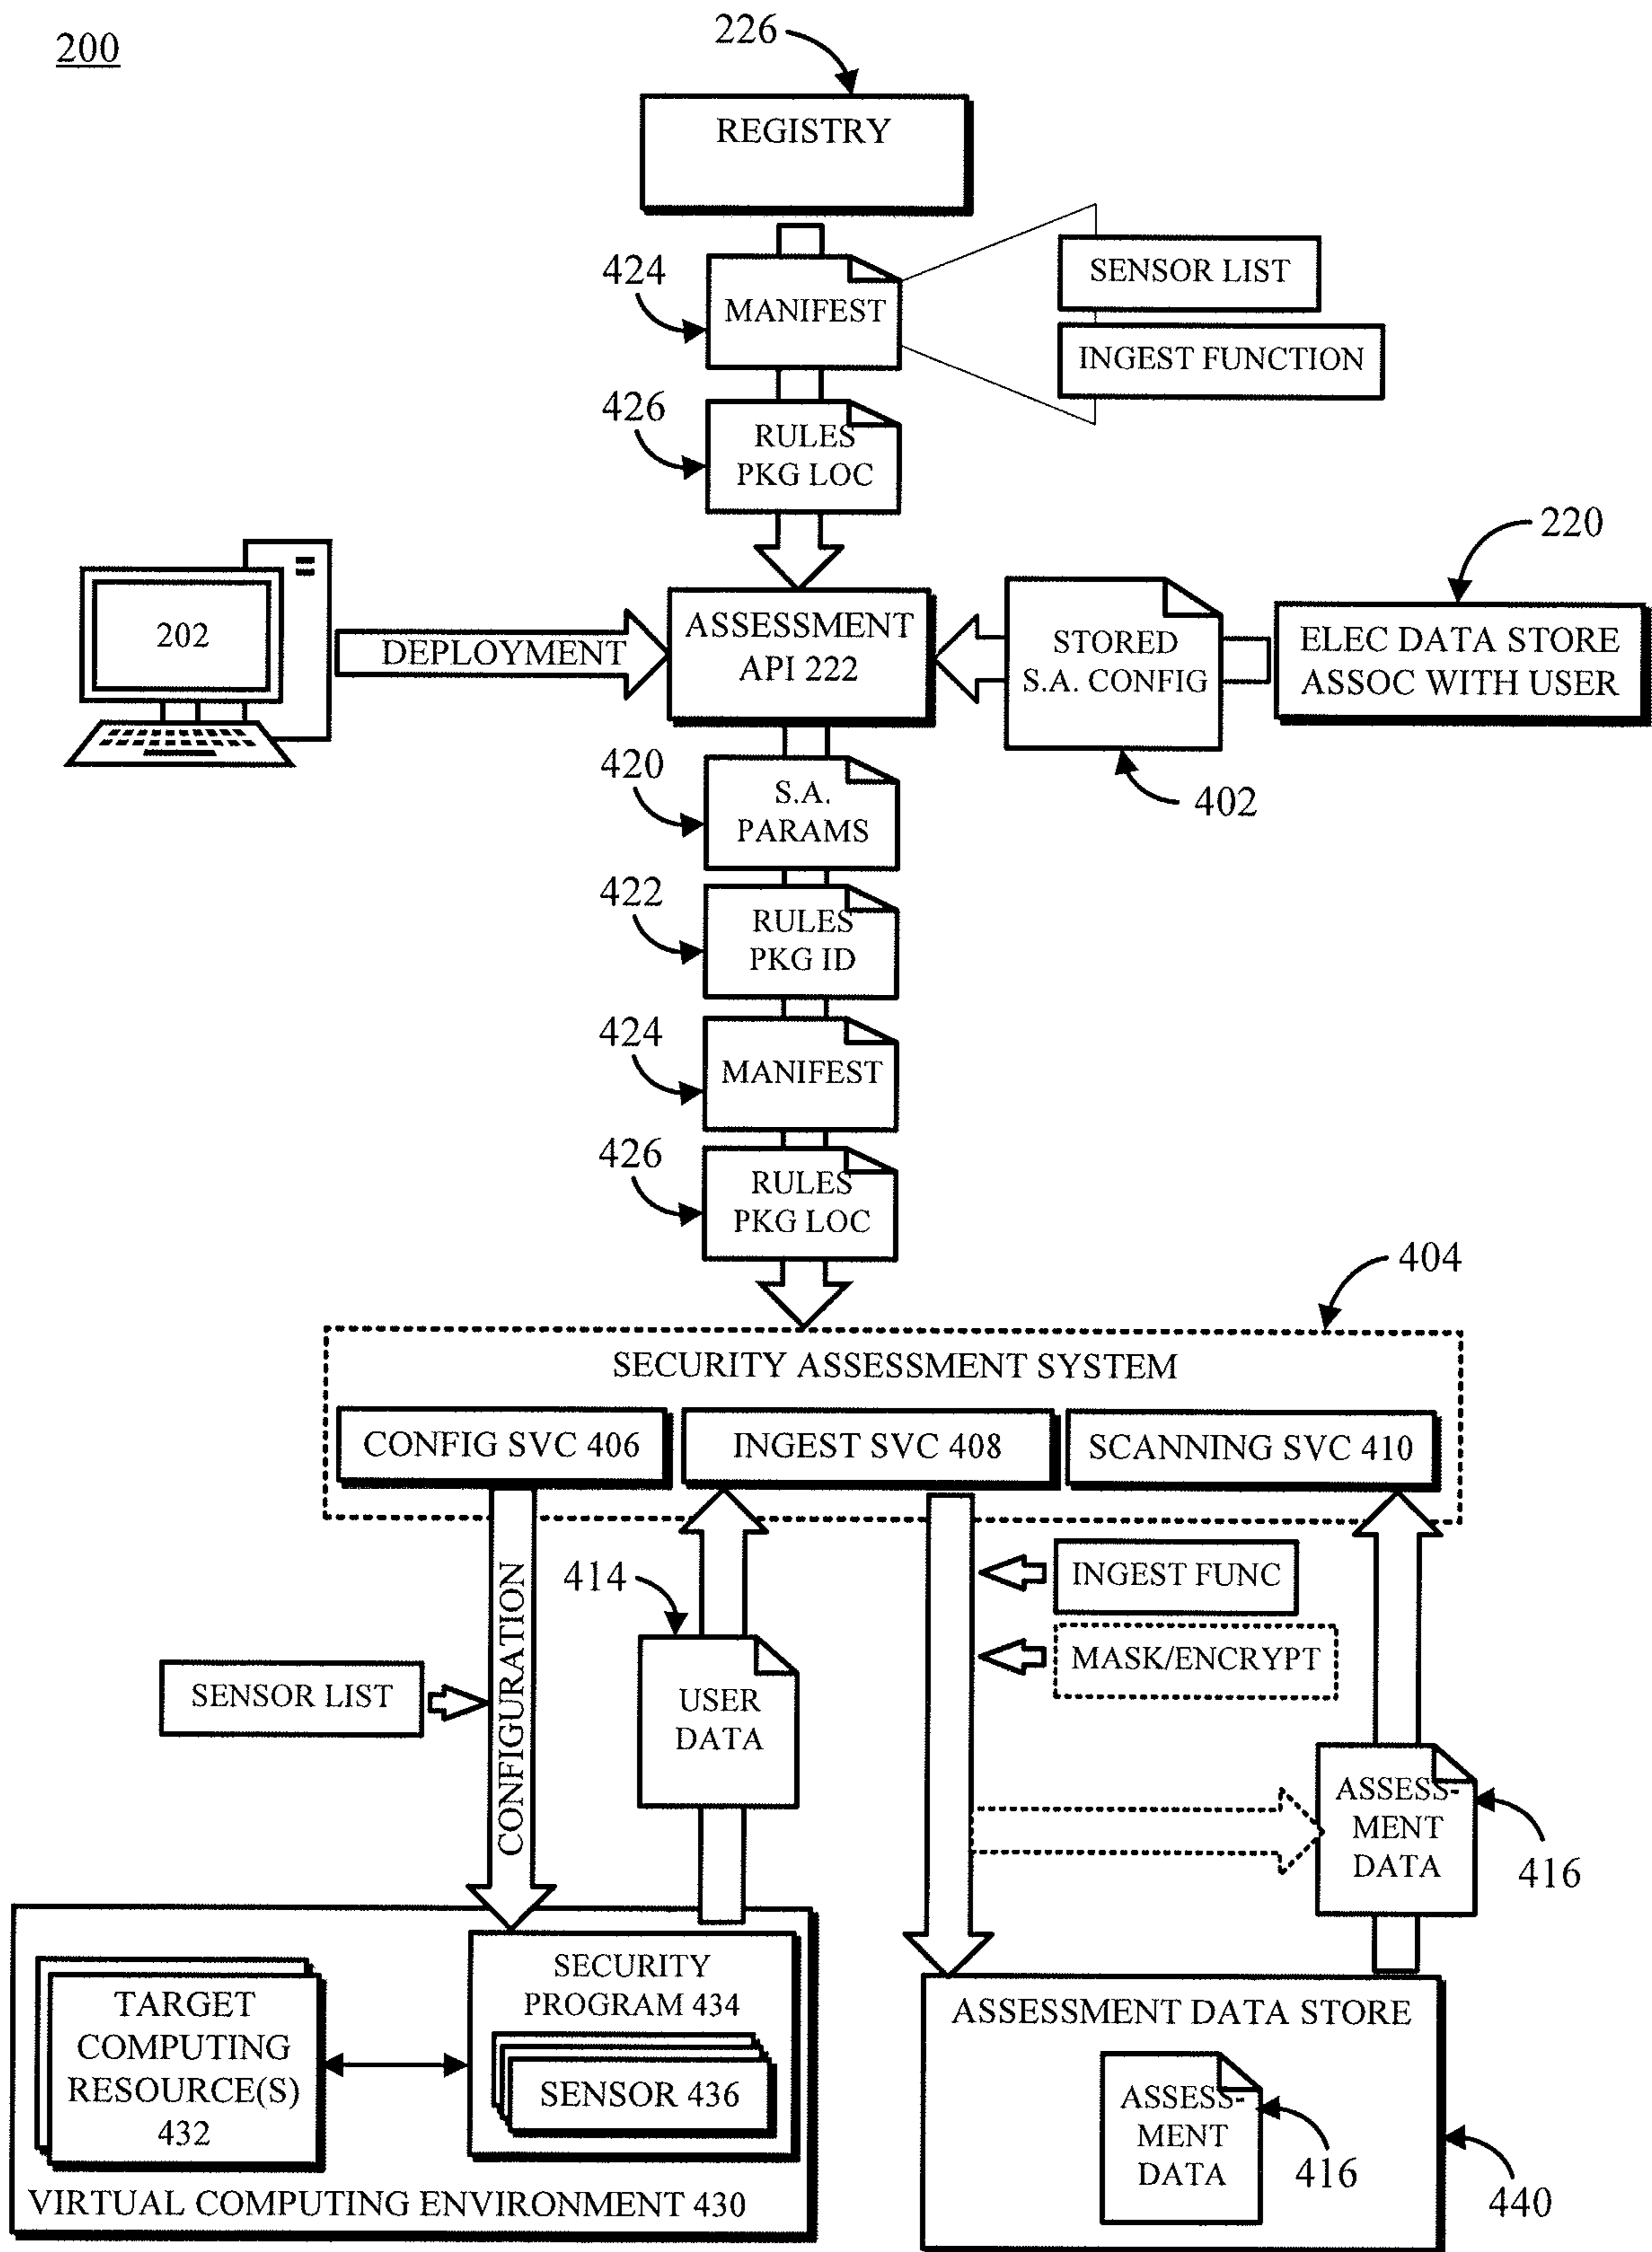 200
226
REGISTRY
424
MANIFEST
SENSOR LIST
INGEST FUNCTION
426
RULES
PKG LOC
220
202
DEPLOYMENT
ASSESSMENT
API 222
STORED
S.A. CONFIG
ELEC DATA STORE
ASSOC WITH USER
402
420
S.A.
PARAMS
422
RULES
PKG ID
424
MANIFEST
426
RULES
PKG LOC
404
SECURITY ASSESSMENT SYSTEM
CONFIG SVC 406
INGEST SVC 408
SCANNING SVC 410
414
INGEST FUNC
MASK/ENCRYPT
SENSOR LIST
CONFIGURATION
USER
DATA
ASSESS-
MENT
DATA
416
SECURITY
PROGRAM 434
SENSOR 436
TARGET
COMPUTING
RESOURCE(S)
432
VIRTUAL COMPUTING ENVIRONMENT 430
ASSESSMENT DATA STORE
ASSESS-
MENT
DATA
416
440